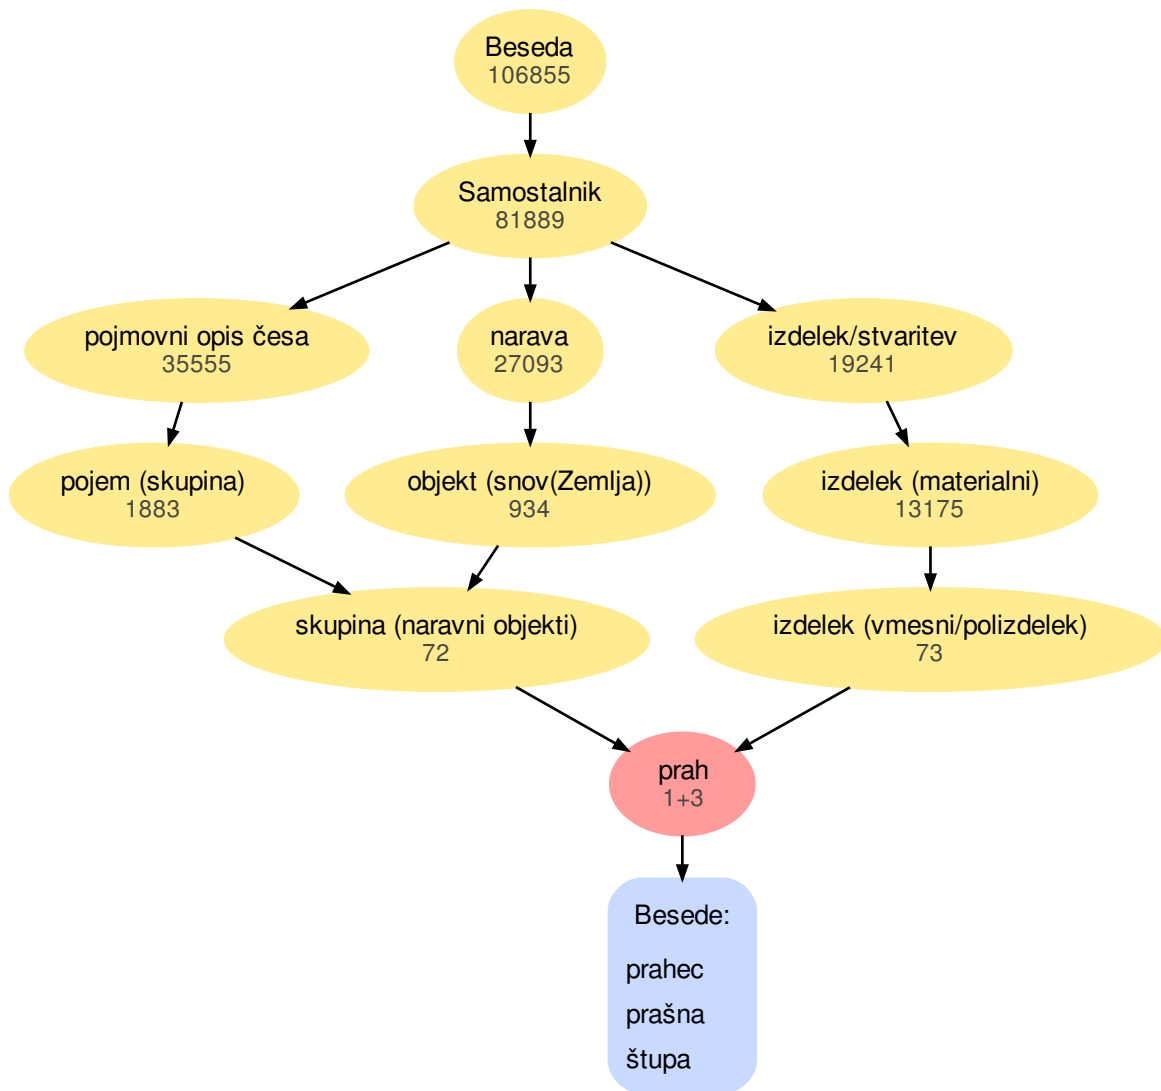 Beseda
106855
Samostalnik
81889
pojmovni opis česa
35555
narava
27093
izdelek/stvaritev
19241
pojem (skupina)
1883
objekt (snov(Zemlja))
934
izdelek (materialni)
13175
skupina (naravni objekti)
72
izdelek (vmesni/polizdelek)
73
prah
1+3
Besede:
prahec
prašna
štupa